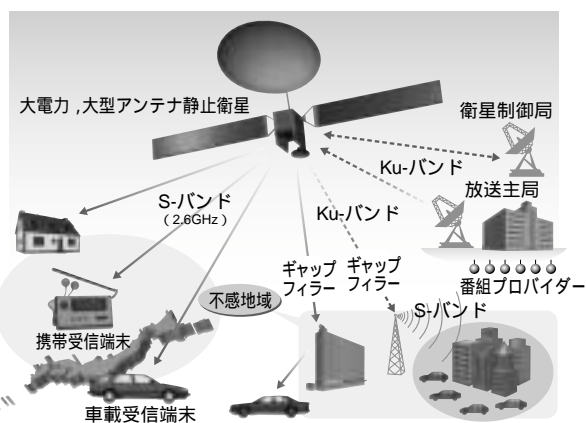 大電力，大型アンテナ静止衛星
衛星制御局
Ku-バンド
放送主局
S-バンド
（2.6GHz）
Ku-バンド
ギャップ
フィラー
ギャップ
フィラー
番組プロバイダー
不感地域
S-バンド
携帯受信端末
車載受信端末